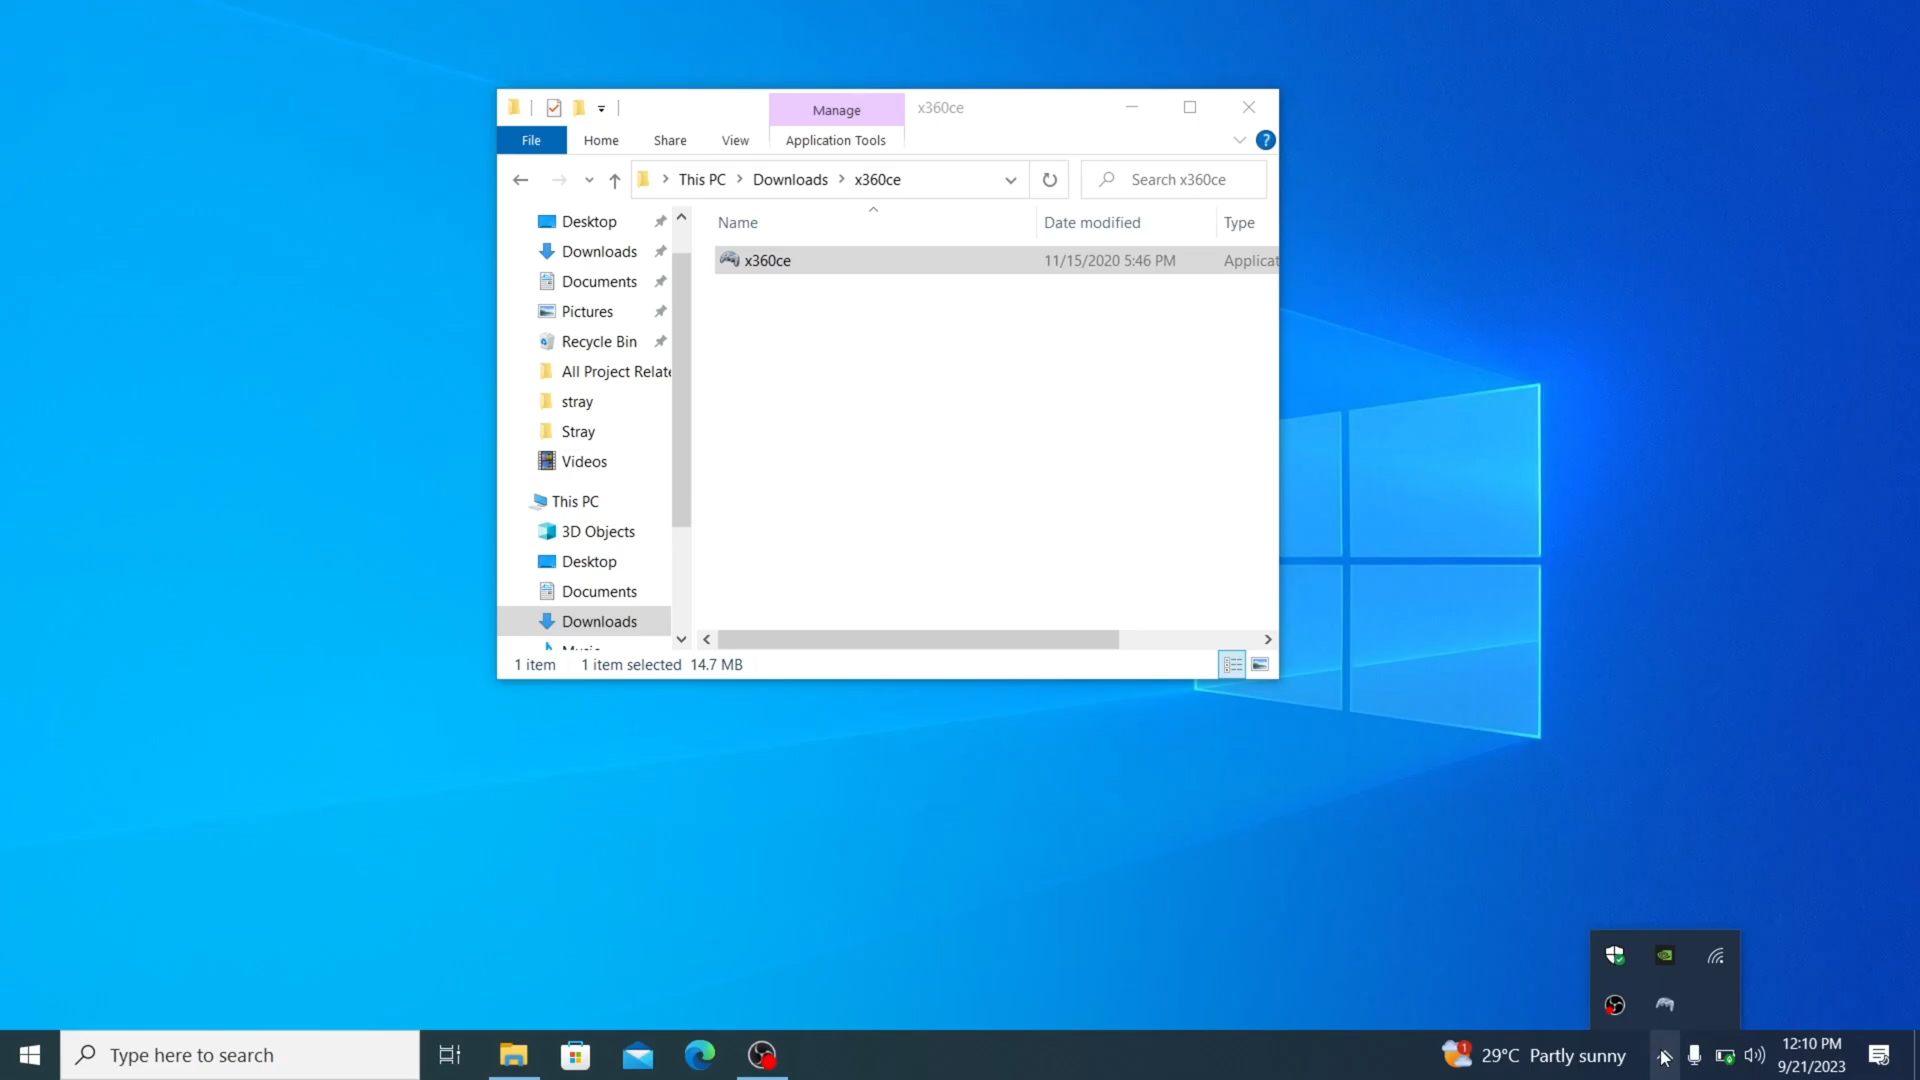 Manage
x360ce
File
Home
Share
View
Application Tools
This PC
Downloads
x360ce
Search x360ce
Desktop
Downloads
Documents
Pictures
Recycle Bin
All Project Relate
stray
Stray
Videos
This PC
3D Objects
Desktop
Documents
Downloads
Name
Date modified
Type
x360ce
11/15/2020 5:46 PM
Applicat
1 item
1 item selected 14.7 MB
Type here to search
1
29°C Partly sunny
12:10 PM
9/21/2023